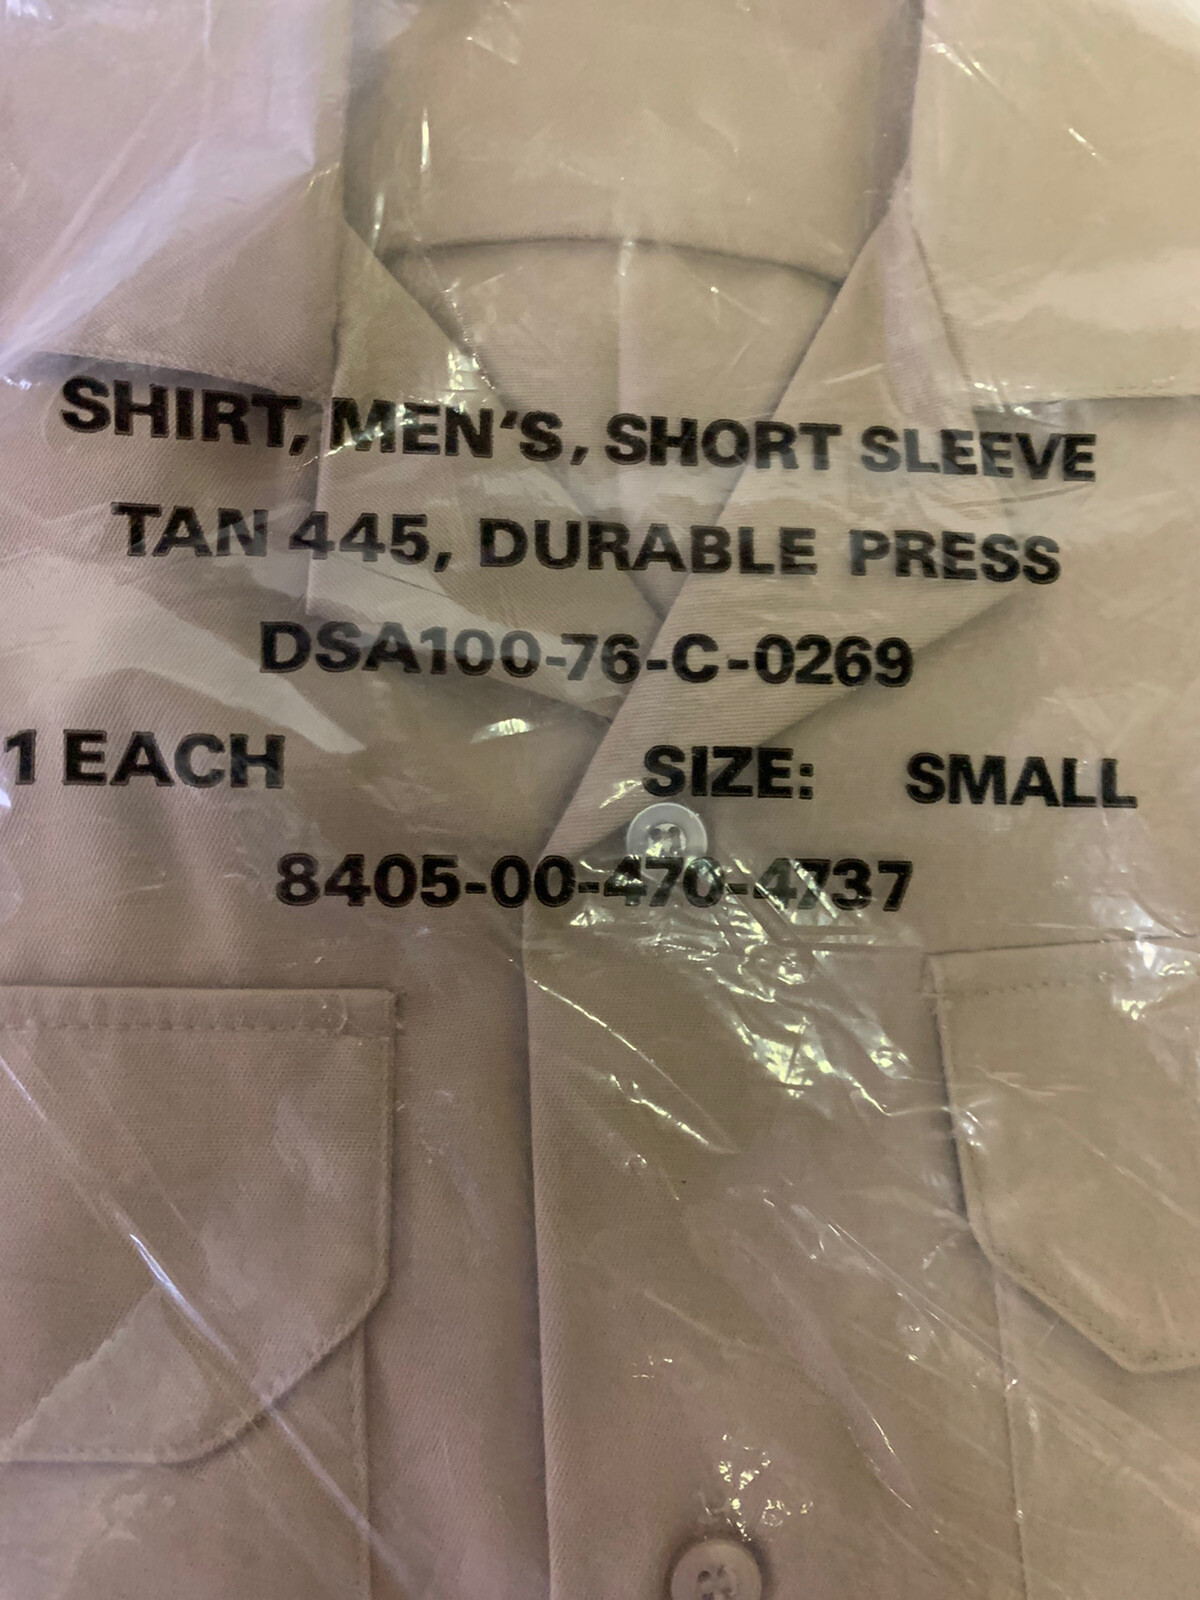 SHIRT, MEN'S, SHORT SLEEVE
TAN 445, DURABLE PRESS
DSA100-76-C-0269
1 EACH SIZE: SMALL
8405-00-470-4737